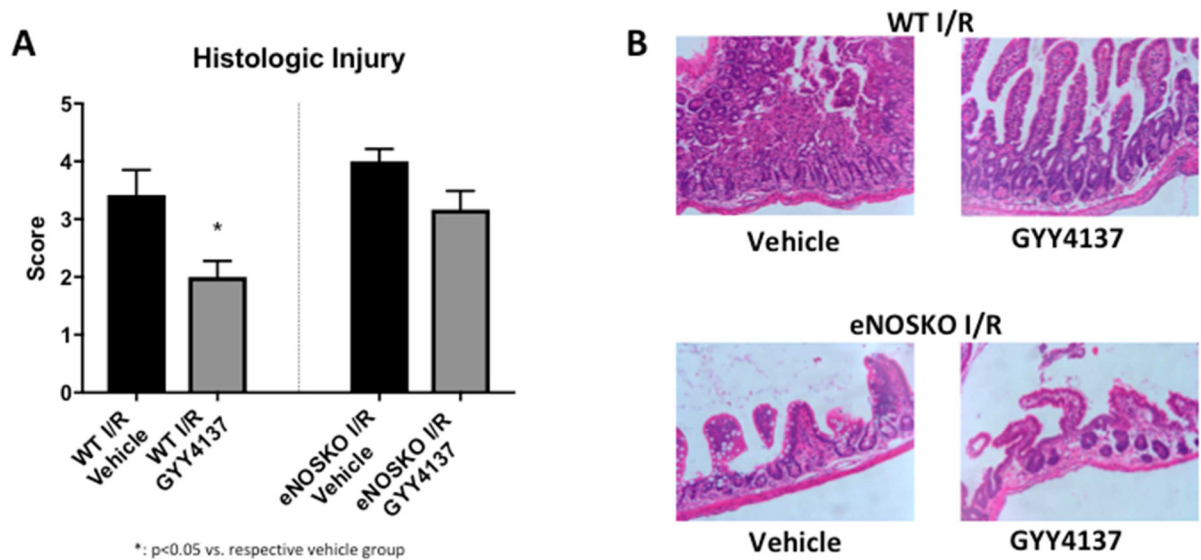 A
Histologic Injury
Score
5
4
3
2
1
0
*
WT I/R
Vehicle
WT I/R
GYY4137
eNOSKO I/R
Vehicle
eNOSKO I/R
GYY4137
*: p<0.05 vs. respective vehicle group
B
WT I/R
Vehicle
GYY4137
eNOSKO I/R
Vehicle
GYY4137